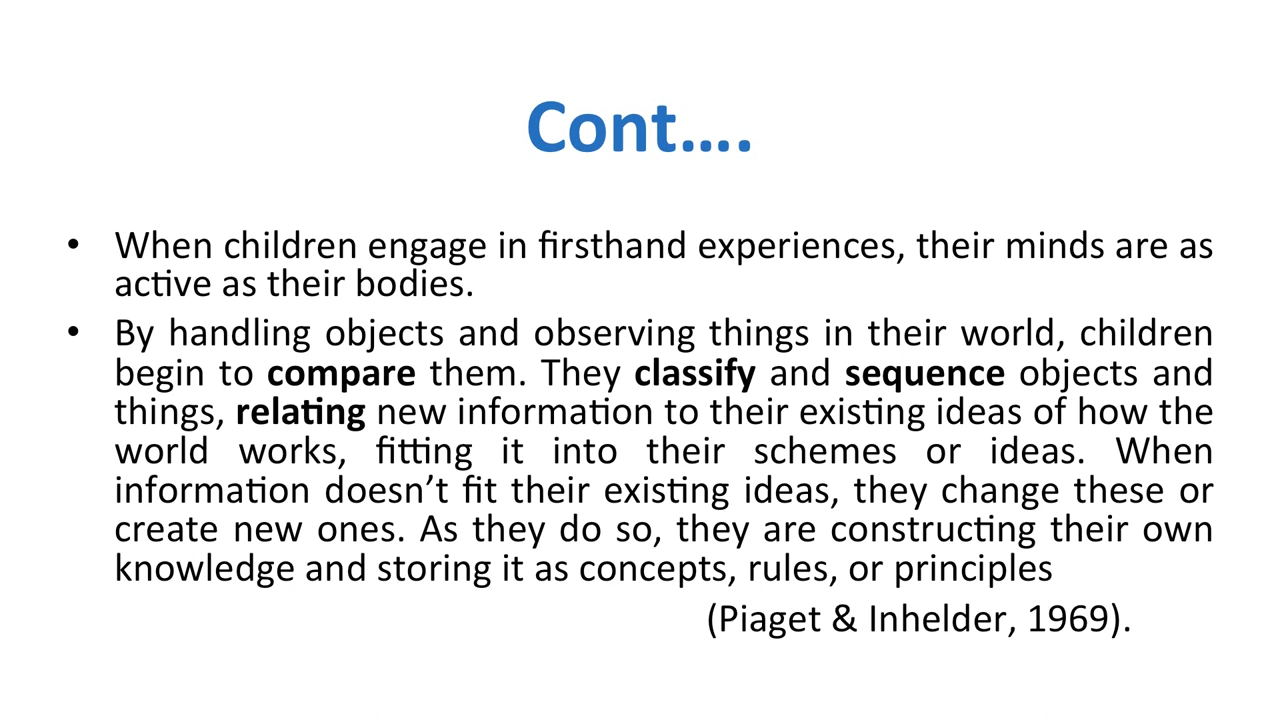 Cont....
• When children engage in firsthand experiences, their minds are as
active as their bodies.
• By handling objects and observing things in their world, children
begin to compare them. They classify and sequence objects and
things, relating new information to their existing ideas of how the
world works, fitting it into their schemes or ideas. When
information doesn’t fit their existing ideas, they change these or
create new ones. As they do so, they are constructing their own
knowledge and storing it as concepts, rules, or principles
(Piaget & Inhelder, 1969).